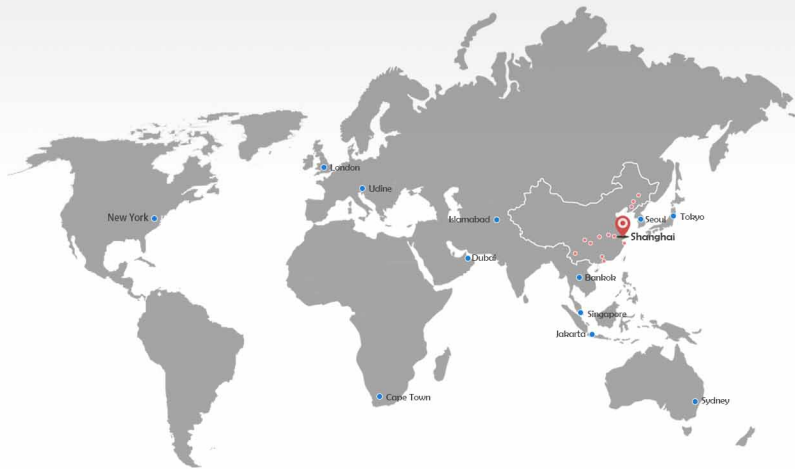 London
Udine
New York
Islamabad
Seoul
Tokyo
Shanghai
Dubai
Bankok
Singapore
Jakarta
Cape Town
Sydney